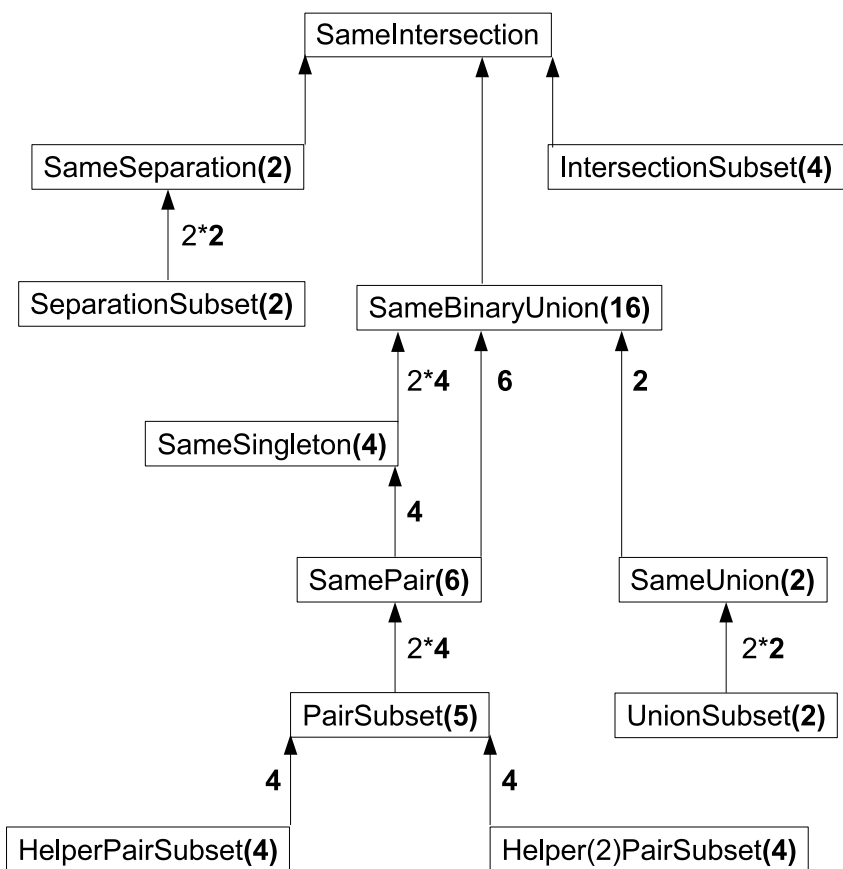 SameIntersection
SameSeparation(2)
IntersectionSubset(4)
2*2
SeparationSubset(2)
SameBinaryUnion(16)
2*4
6
2
SameSingleton(4)
4
SamePair(6)
SameUnion(2)
2*4
2*2
PairSubset(5)
UnionSubset(2)
4
4
HelperPairSubset(4)
Helper(2)PairSubset(4)